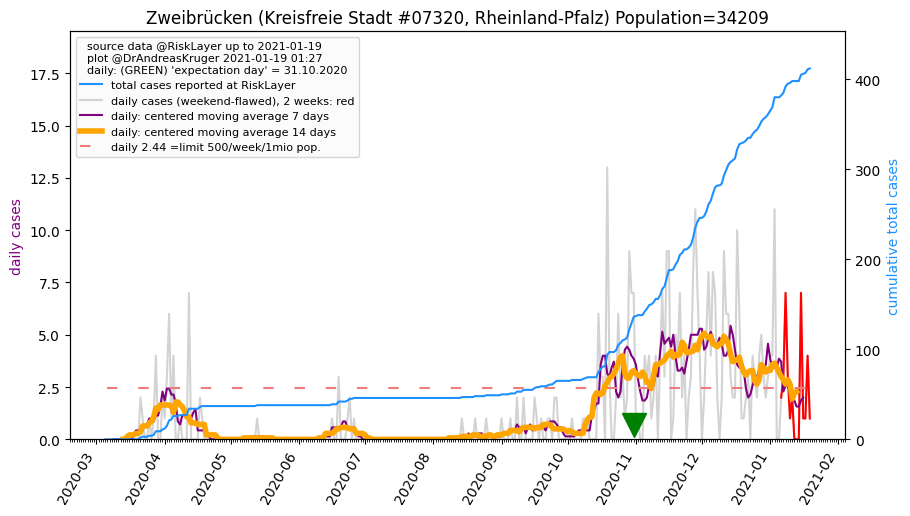 Zweibrücken (Kreisfreie Stadt #07320, Rheinland-Pfalz) Population=34209
source data @RiskLayer up to 2021-01-19
plot @DrAndreasKruger 2021-01-19 01:27
daily: (GREEN) 'expectation day' = 31.10.2020
total cases reported at RiskLayer
daily cases (weekend-flawed), 2 weeks: red
daily: centered moving average 7 days
daily: centered moving average 14 days
daily 2.44 =limit 500/week/1mio pop.
daily cases
17.5
15.0
12.5
10.0
7.5
5.0
2.5
0.0
cumulative total cases
400
300
200
100
0
2020-03
2020-04
2020-05
2020-06
2020-07
2020-08
2020-09
2020-10
2020-11
2020-12
2021-01
2021-02